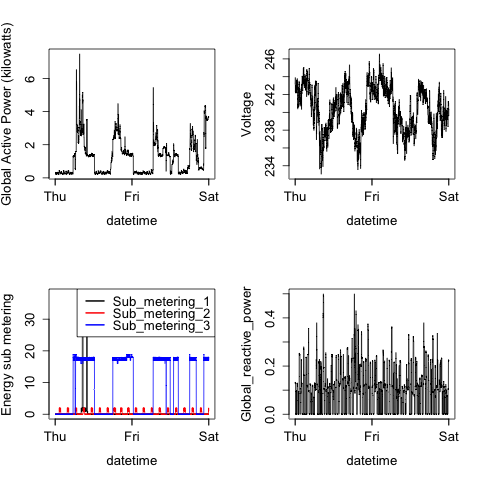 Global Active Power (kilowatts)
0 2 4 6
Thu Fri Sat
datetime
Voltage
234 238 242 246
Thu Fri Sat
datetime
Energy sub metering
0 10 20 30
Sub_metering_1
Sub_metering_2
Sub_metering_3
Thu Fri Sat
datetime
Global_reactive_power
0.0 0.2 0.4
Thu Fri Sat
datetime